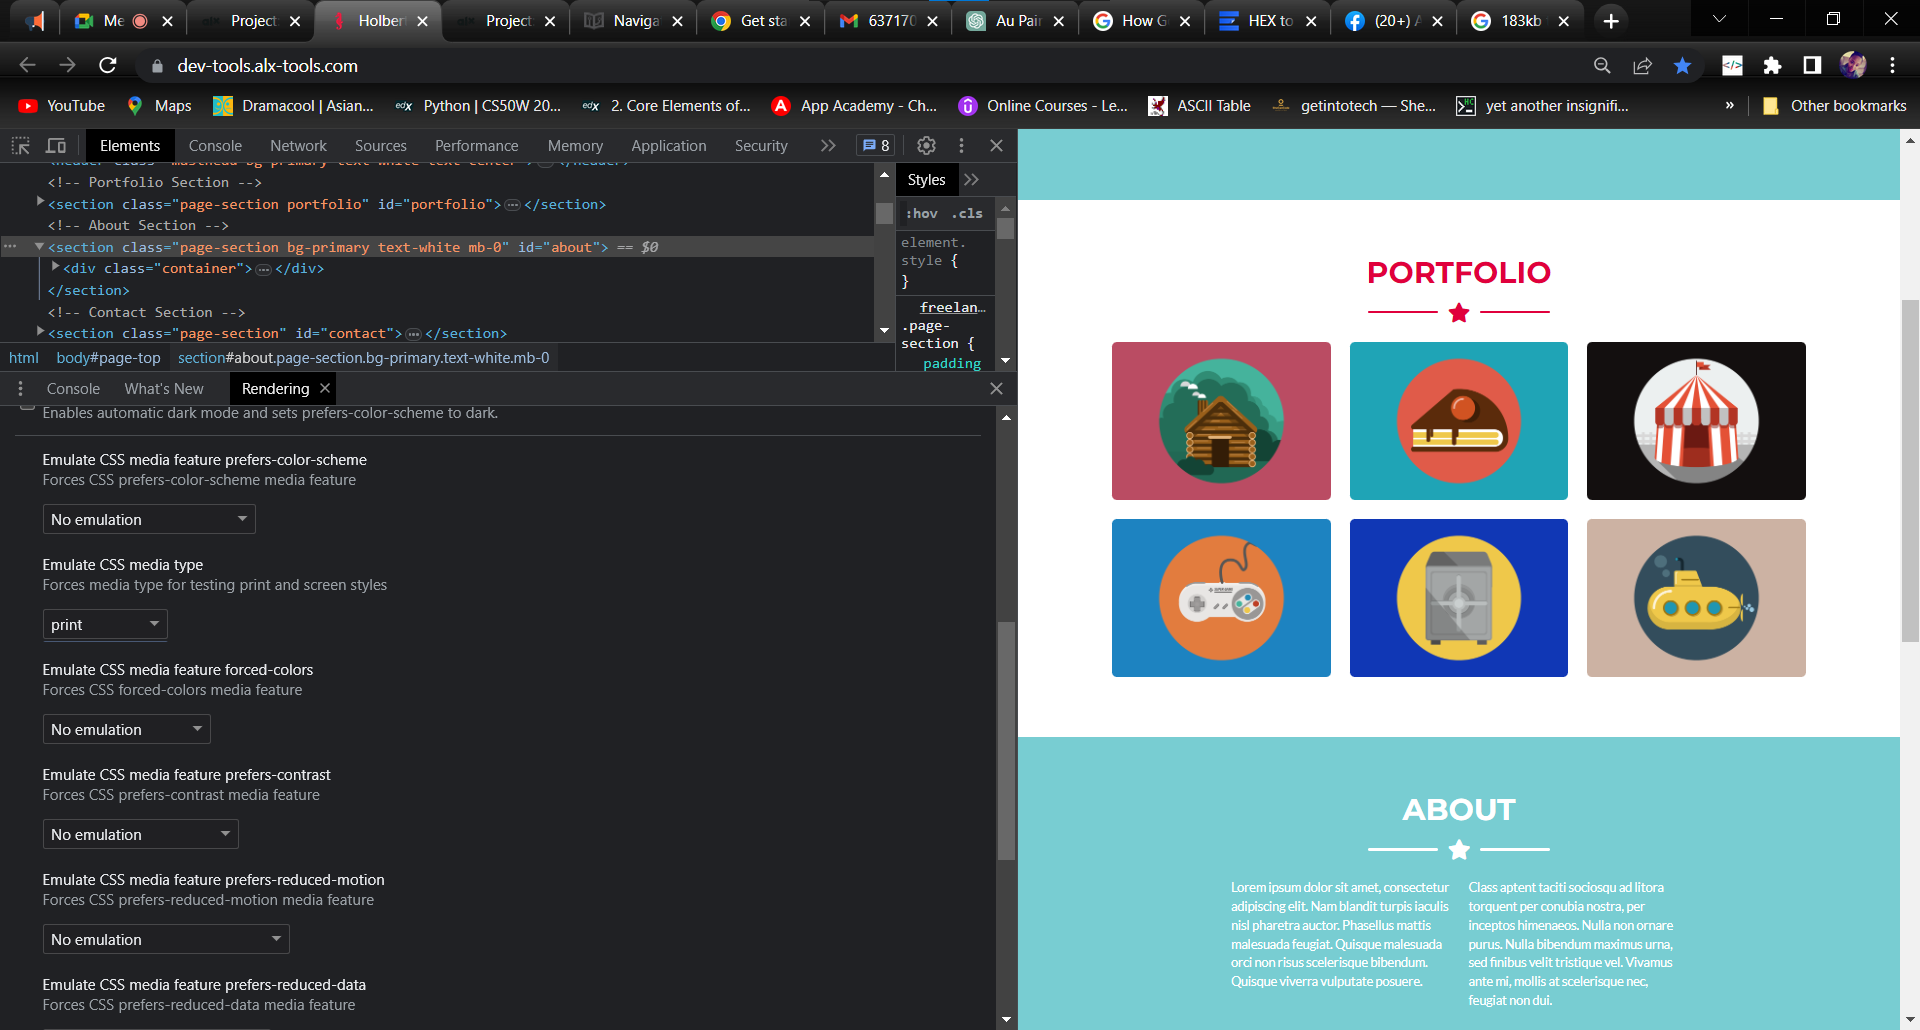 Me
Project
Holber
Project
Naviga
Get sta
637170
Au Pair
How G
HEX to
(20+)
183kb
dev-tools.alx-tools.com
YouTube
Maps
Dramacool | Asian...
edX Python | CS50W 20...
edX 2. Core Elements of...
App Academy - Ch...
Online Courses - Le...
ASCII Table
getintotech — She...
yet another insignifi...
»
Other bookmarks
Elements Console Network Sources Performance Memory Application Security 8
<header class="masthead bg-primary text-white text-center">…</header>
<!-- Portfolio Section -->
<section class="page-section portfolio" id="portfolio">…</section>
<!-- About Section -->
<section class="page-section bg-primary text-white mb-0" id="about"> == $0
<div class="container">…</div>
</section>
<!-- Contact Section -->
<section class="page-section" id="contact">…</section>
html body#page-top section#about.page-section.bg-primary.text-white.mb-0
Styles
:hov .cls
element.
style {
}
freelan…
.page-
section {
padding
Console What's New Rendering
Enables automatic dark mode and sets prefers-color-scheme to dark.
Emulate CSS media feature prefers-color-scheme
Forces CSS prefers-color-scheme media feature
No emulation
Emulate CSS media type
Forces media type for testing print and screen styles
print
Emulate CSS media feature forced-colors
Forces CSS forced-colors media feature
No emulation
Emulate CSS media feature prefers-contrast
Forces CSS prefers-contrast media feature
No emulation
Emulate CSS media feature prefers-reduced-motion
Forces CSS prefers-reduced-motion media feature
No emulation
Emulate CSS media feature prefers-reduced-data
Forces CSS prefers-reduced-data media feature
PORTFOLIO
ABOUT
Lorem ipsum dolor sit amet, consectetur
adipiscing elit. Nam blandit turpis iaculis
nisl pharetra auctor. Phasellus mattis
malesuada feugiat. Quisque malesuada
orci non risus scelerisque bibendum.
Quisque viverra vulputate posuere.
Class aptent taciti sociosqu ad litora
torquent per conubia nostra, per
inceptos himenaeos. Nulla non ornare
purus. Nulla bibendum maximus urna,
sed finibus velit tristique vel. Vivamus
ante mi, mollis at scelerisque nec,
feugiat non dui.